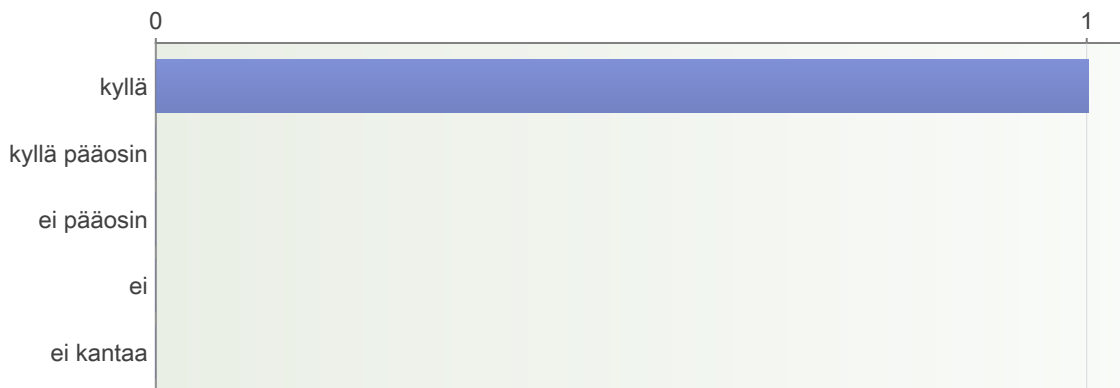 0 1
kyllä
kyllä pääosin
ei pääosin
ei
ei kantaa